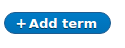 + Add term